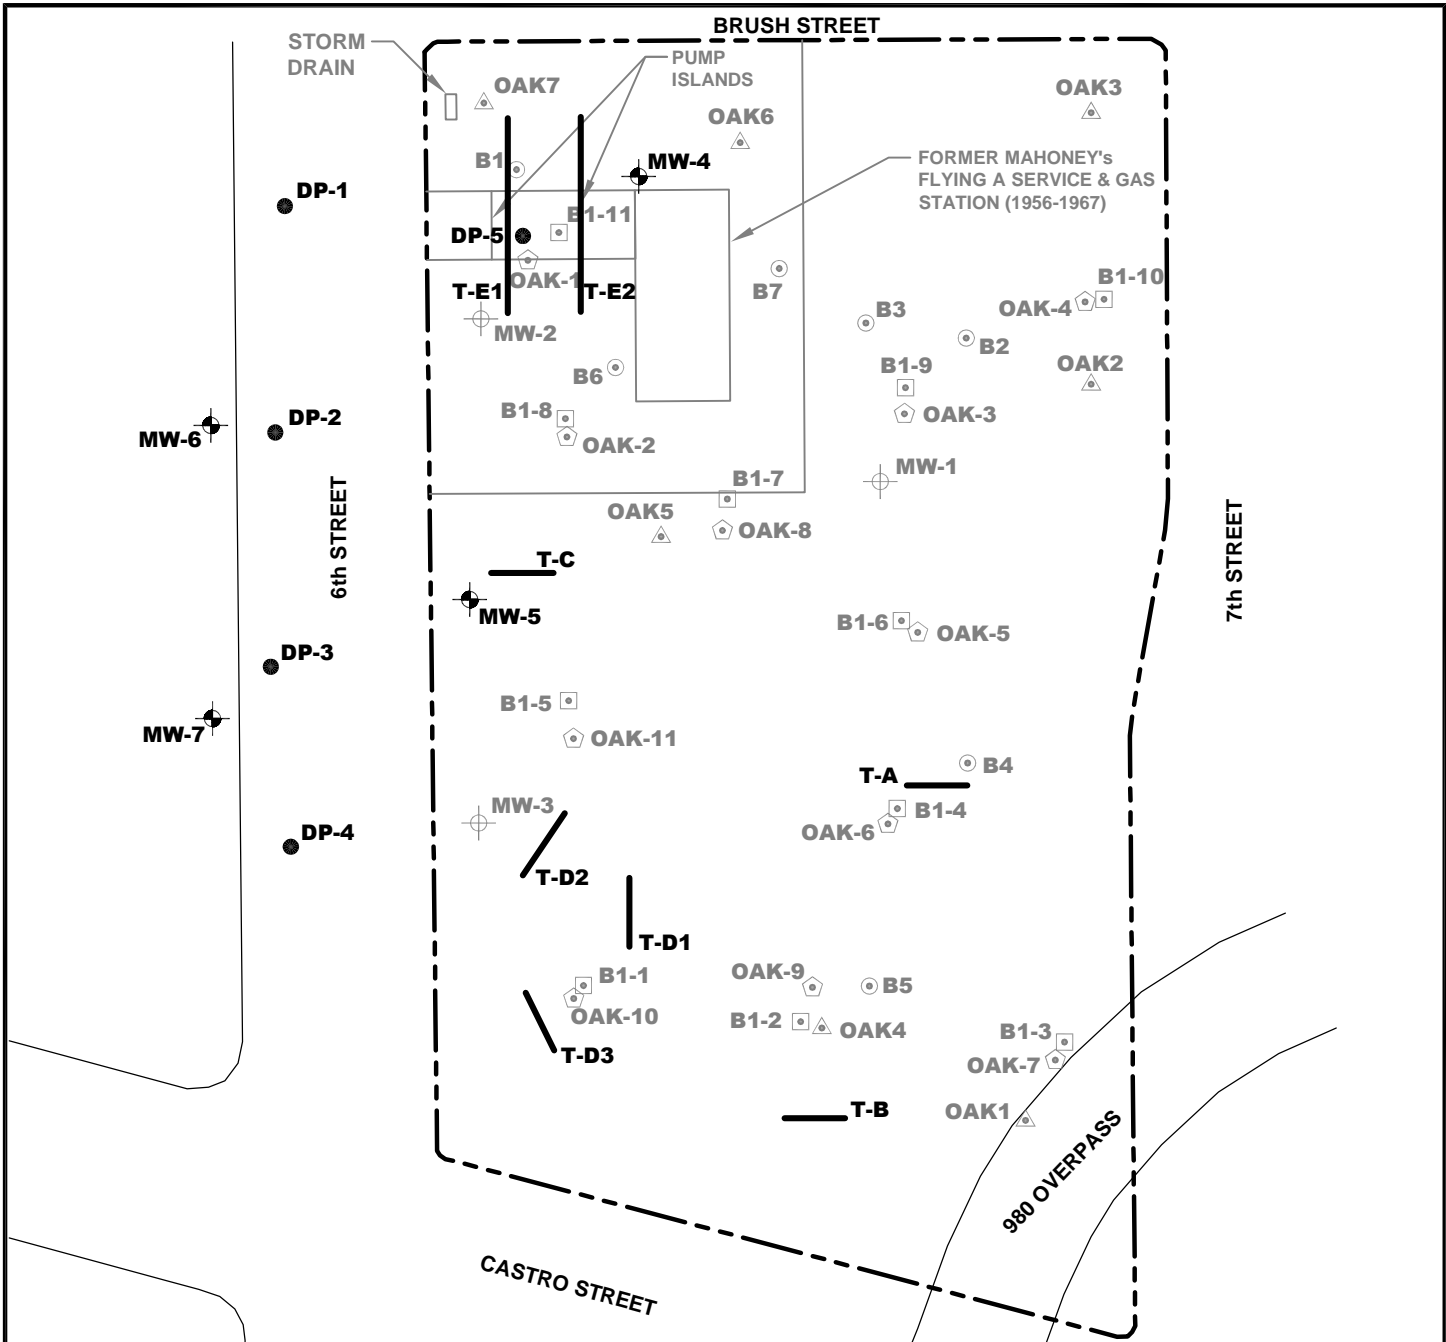 BRUSH STREET
STORM
DRAIN
PUMP
ISLANDS
OAK7
OAK6
OAK3
B1
MW-4
FORMER MAHONEY's
FLYING A SERVICE & GAS
STATION (1956-1967)
DP-1
B1-11
DP-5
OAK-1
T-E1
T-E2
B7
B1-10
OAK-4
B3
MW-2
B2
B6
B1-9
OAK2
B1-8
OAK-3
DP-2
MW-6
OAK-2
MW-1
B1-7
6th STREET
OAK5
OAK-8
7th STREET
T-C
MW-5
B1-6
OAK-5
DP-3
B1-5
MW-7
OAK-11
T-A
B4
MW-3
B1-4
OAK-6
DP-4
T-D2
T-D1
B1-1
OAK-9
B5
OAK-10
B1-2
OAK4
B1-3
T-D3
OAK-7
T-B
OAK1
980 OVERPASS
CASTRO STREET